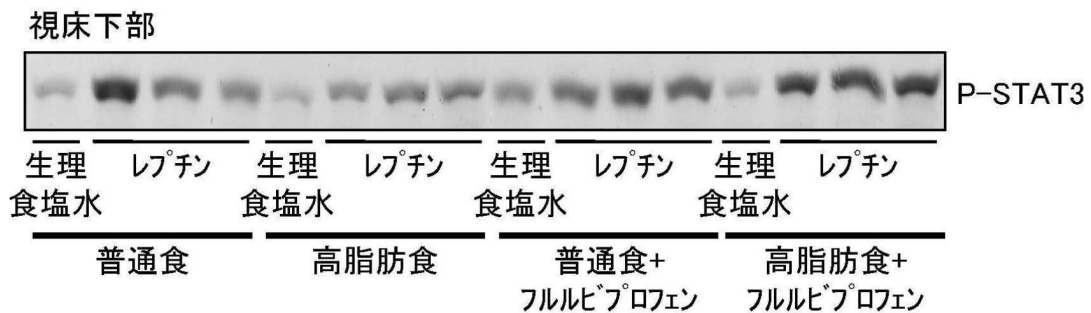 視床下部
P-STAT3
生理 レプチン 生理 レプチン 生理 レプチン 生理 レプチン
食塩水 食塩水 食塩水 食塩水
普通食 高脂肪食 普通食+ 高脂肪食+
フルルビプロフェン フルルビプロフェン